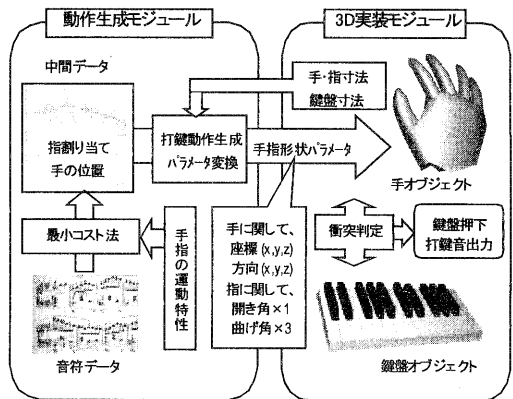 動作生成モジュール
3D実装モジュール
中間データ
指割り当て
手の位置
打鍵動作生成
パラメータ変換
手・指寸法
鍵盤寸法
手指形状パラメータ
手オブジェクト
最小コスト法
手指の運動特性
手に関して、
座標(x,y,z)
方向(x,y,z)
指に関して、
開き角×1
曲げ角×3
衝突判定
鍵盤押下
打鍵音出力
音符データ
鍵盤オブジェクト